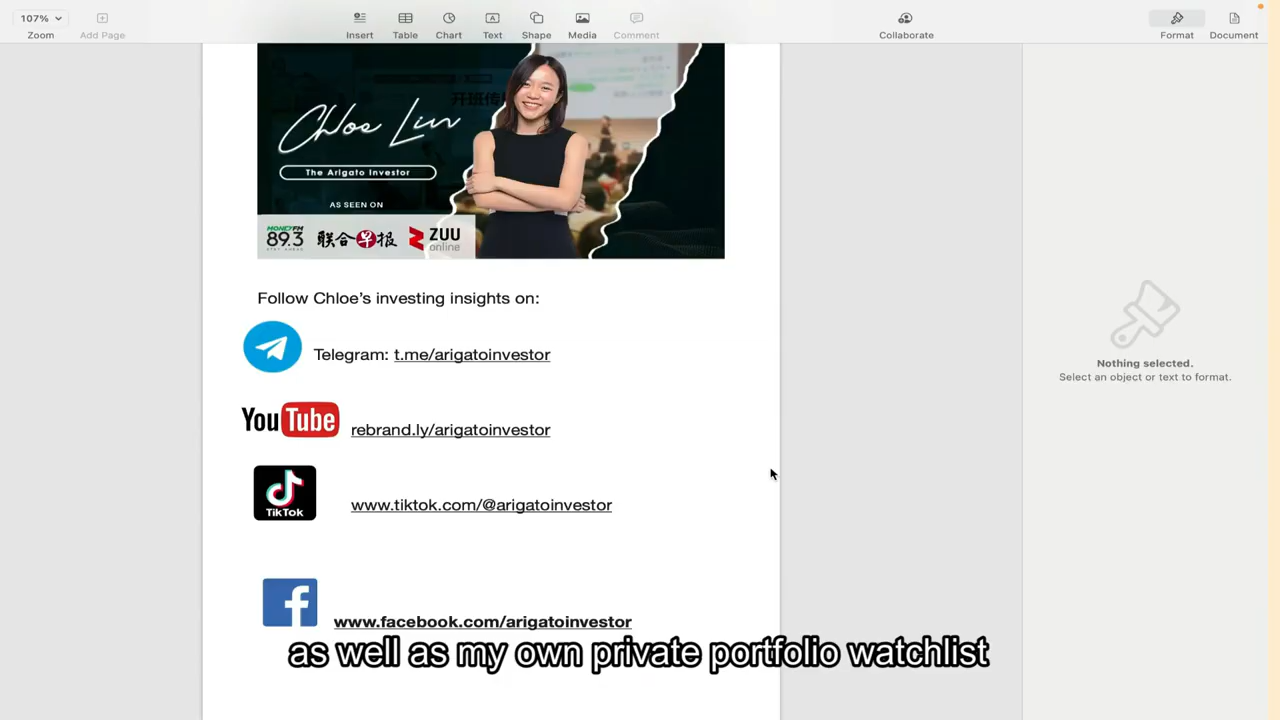 107%
Zoom
Add Page
Insert
Table
Chart
Text
Shape
Media
Comment
Collaborate
Format
Document
Chloe Lin
The Arigato Investor
AS SEEN ON
MONEY FM
89.3
联合早报
ZUU
online
Follow Chloe's investing insights on:
Telegram: t.me/arigatoinvestor
YouTube
rebrand.ly/arigatoinvestor
TikTok
www.tiktok.com/@arigatoinvestor
www.facebook.com/arigatoinvestor
as well as my own private portfolio watchlist
Nothing selected.
Select an object or text to format.